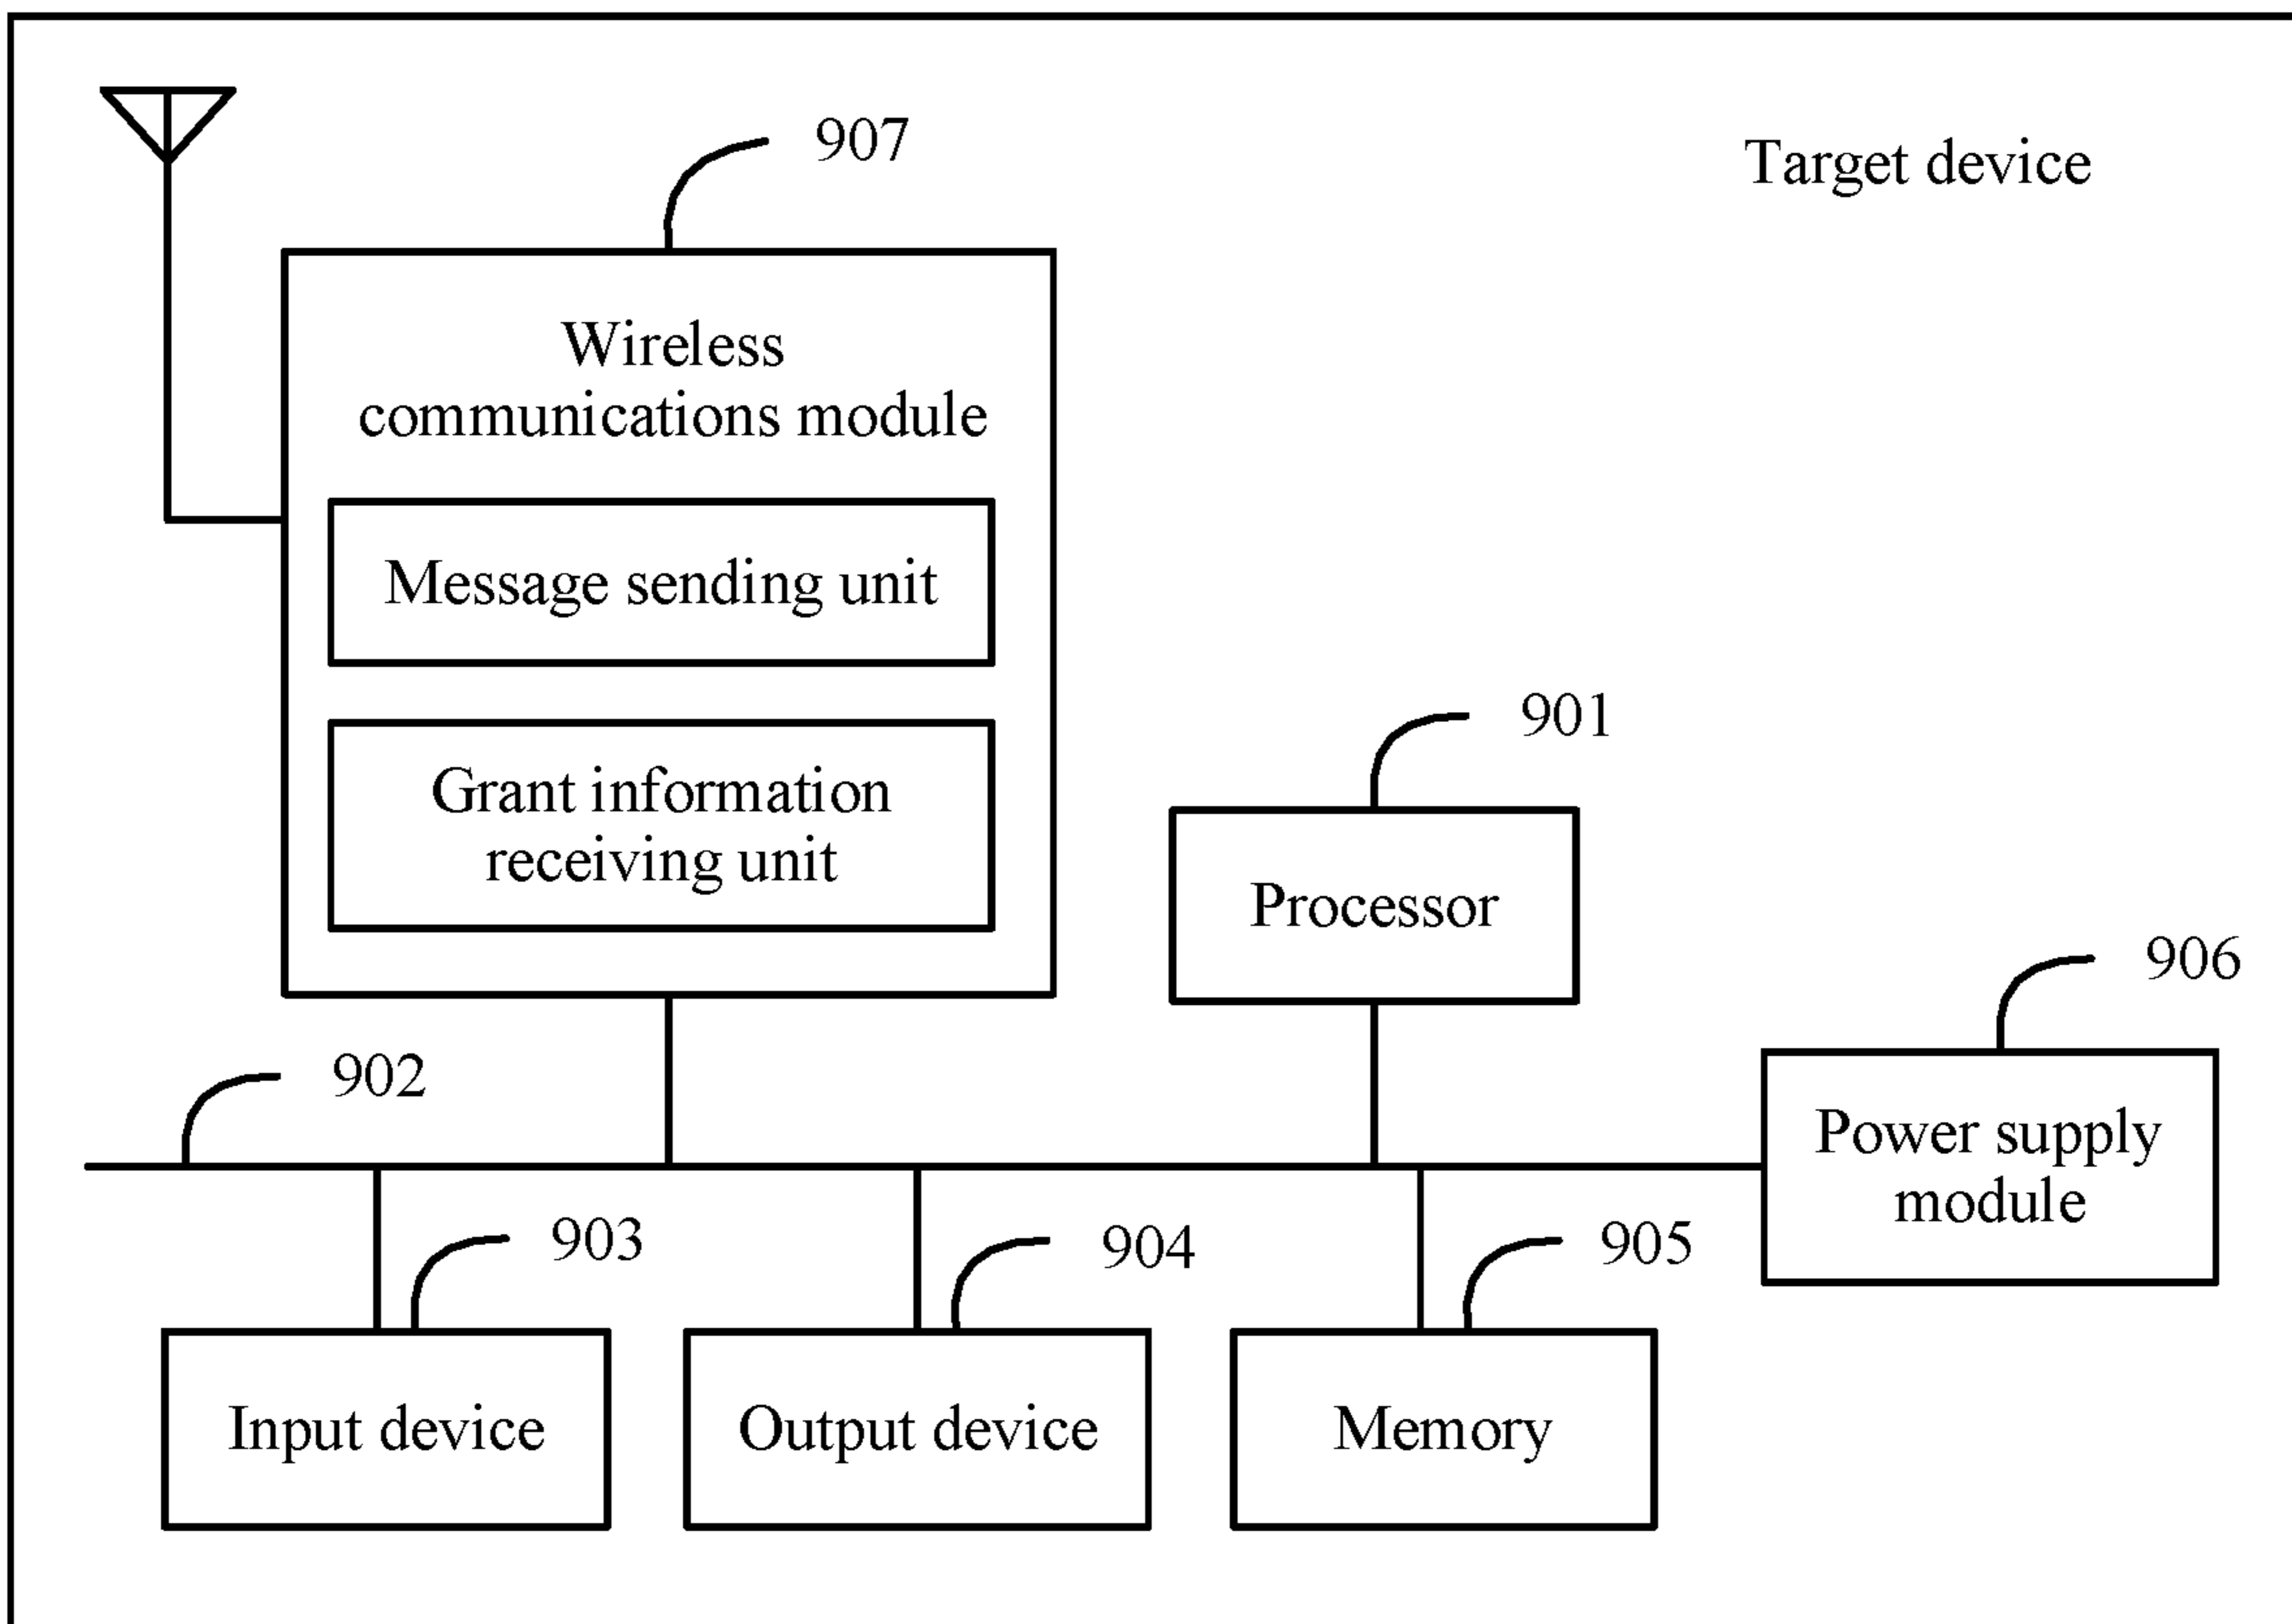 907
Target device
Wireless
communications module
Message sending unit
Grant information
receiving unit
901
Processor
906
Power supply
module
902
903
904
905
Input device
Output device
Memory